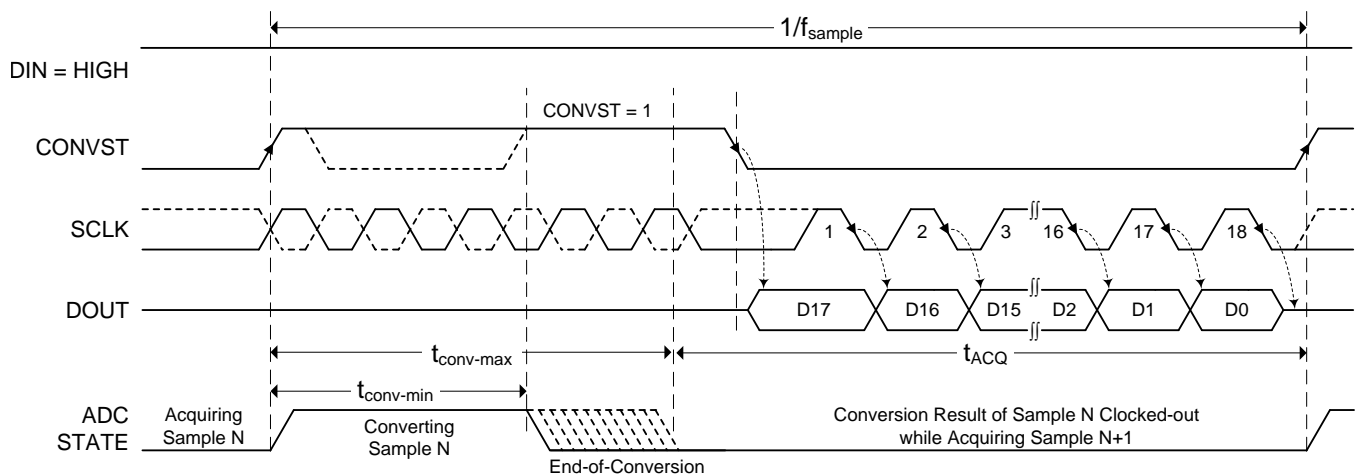 1/fsample
DIN = HIGH
CONVST = 1
CONVST
SCLK
1 2 3 16 17 18
DOUT
D17 D16 D15 D2 D1 D0
tconv-max
tACQ
tconv-min
ADC
STATE
Acquiring
Sample N
Converting
Sample N
End-of-Conversion
Conversion Result of Sample N Clocked-out
while Acquiring Sample N+1